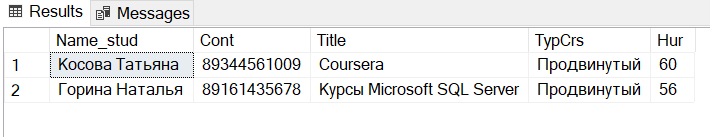 Results Messages
Name_stud Cont Title TypCrs Hur
1 Косова Татьяна 89344561009 Coursera Продвинутый 60
2 Горина Наталья 89161435678 Курсы Microsoft SQL Server Продвинутый 56